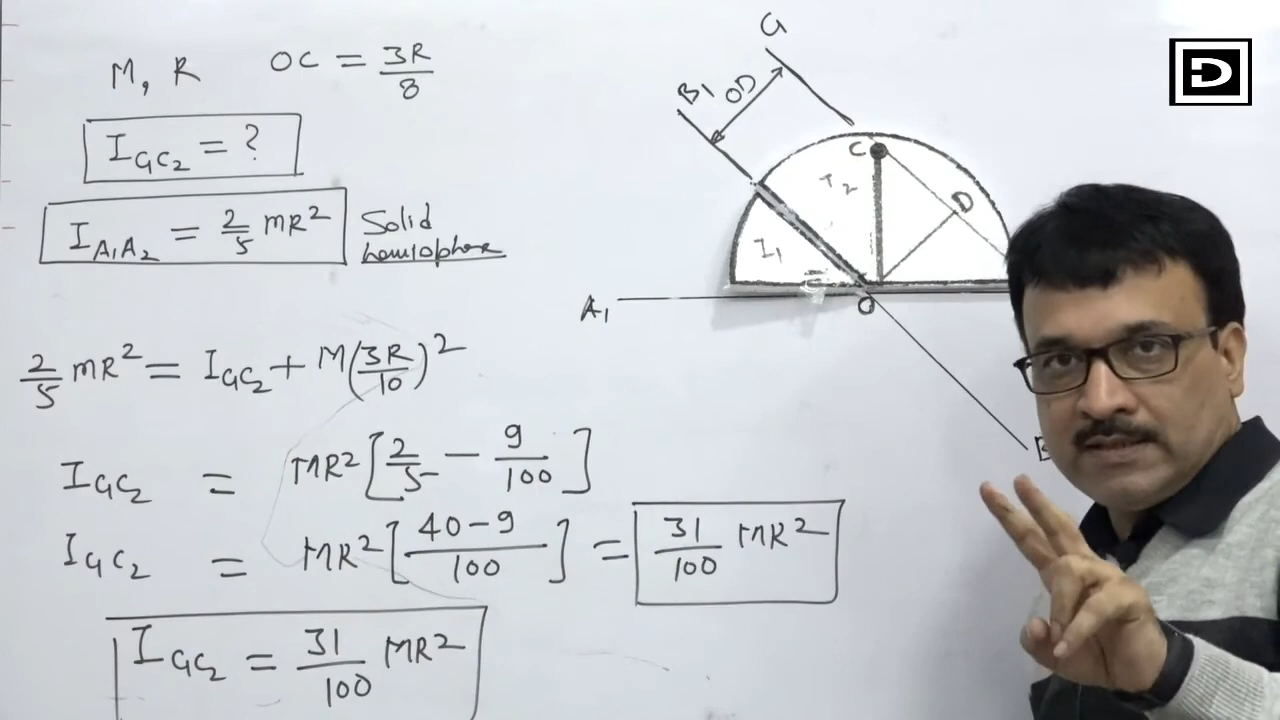 M, R OC = 3R/8
I_GC2 = ?
I_A1A2 = 2/5 MR² Solid hemisphere
2/5 MR² = I_GC2 + M(3R/10)²
I_GC2 = MR² [2/5 - 9/100]
I_GC2 = MR² [40-9/100] = 31/100 MR²
I_GC2 = 31/100 MR²
B1
OD
C
D
I1
A1
O
D